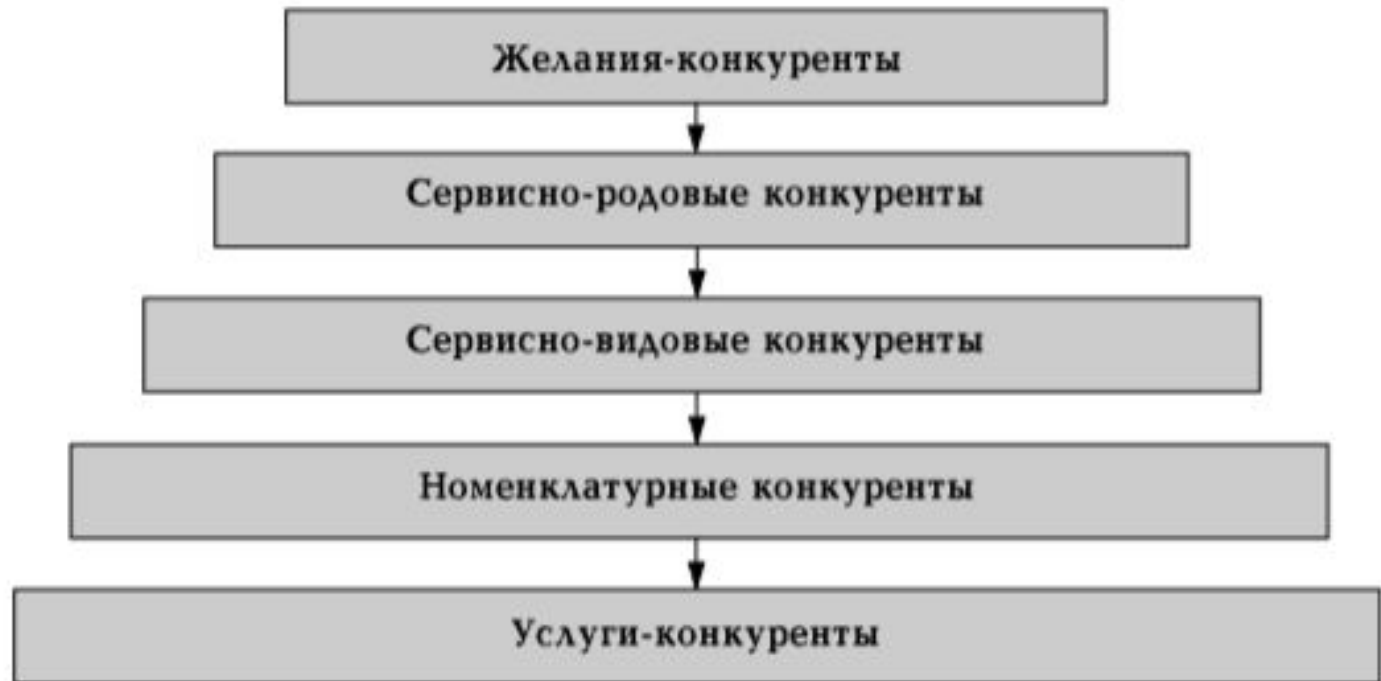 Желания-конкуренты
Сервисно-родовые конкуренты
Сервисно-видовые конкуренты
Номенклатурные конкуренты
Услуги-конкуренты